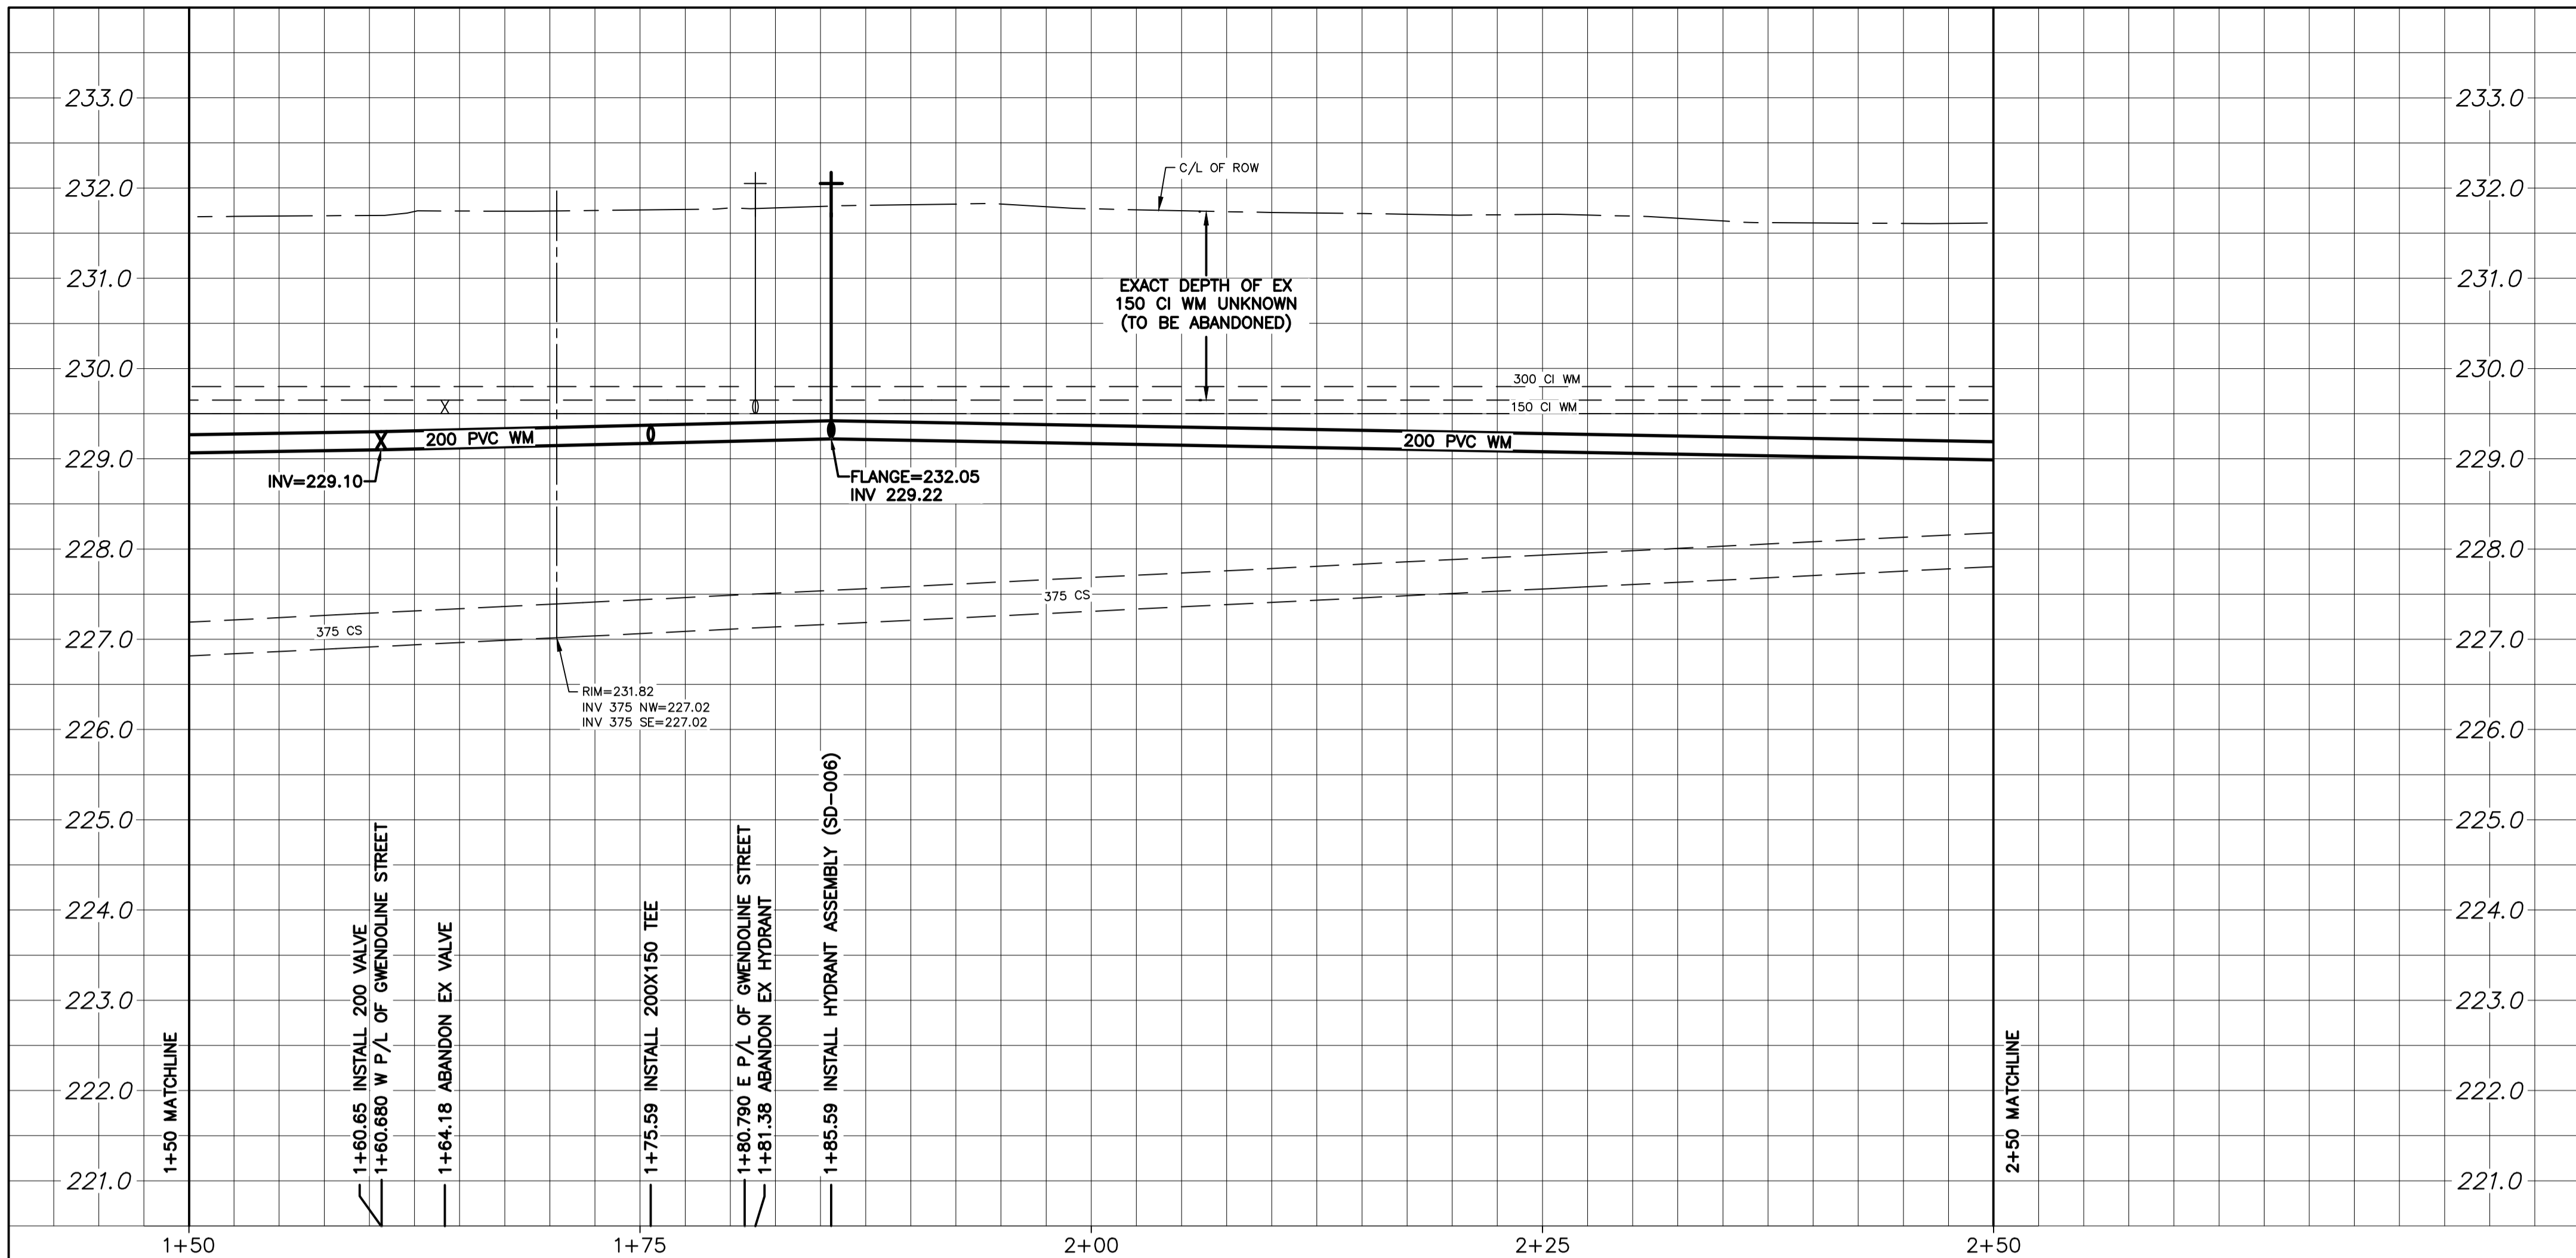 233.0
233.0
C/L OF ROW
232.0
232.0
231.0
231.0
EXACT DEPTH OF EX
150 CI WM UNKNOWN
(TO BE ABANDONED)
230.0
230.0
300 CI WM
150 CI WM
200 PVC WM
200 PVC WM
229.0
229.0
INV=229.10
FLANGE=232.05
INV 229.22
228.0
228.0
375 CS
375 CS
227.0
227.0
RIM=231.82
INV 375 NW=227.02
INV 375 SE=227.02
226.0
226.0
225.0
225.0
224.0
224.0
223.0
223.0
222.0
222.0
221.0
221.0
1+50 MATCHLINE
1+60.65 INSTALL 200 VALVE
1+60.680 W P/L OF GWENDOLINE STREET
1+64.18 ABANDON EX VALVE
1+75.59 INSTALL 200X150 TEE
1+80.790 E P/L OF GWENDOLINE STREET
1+81.38 ABANDON EX HYDRANT
1+85.59 INSTALL HYDRANT ASSEMBLY (SD-006)
2+50 MATCHLINE
1+50
1+75
2+00
2+25
2+50